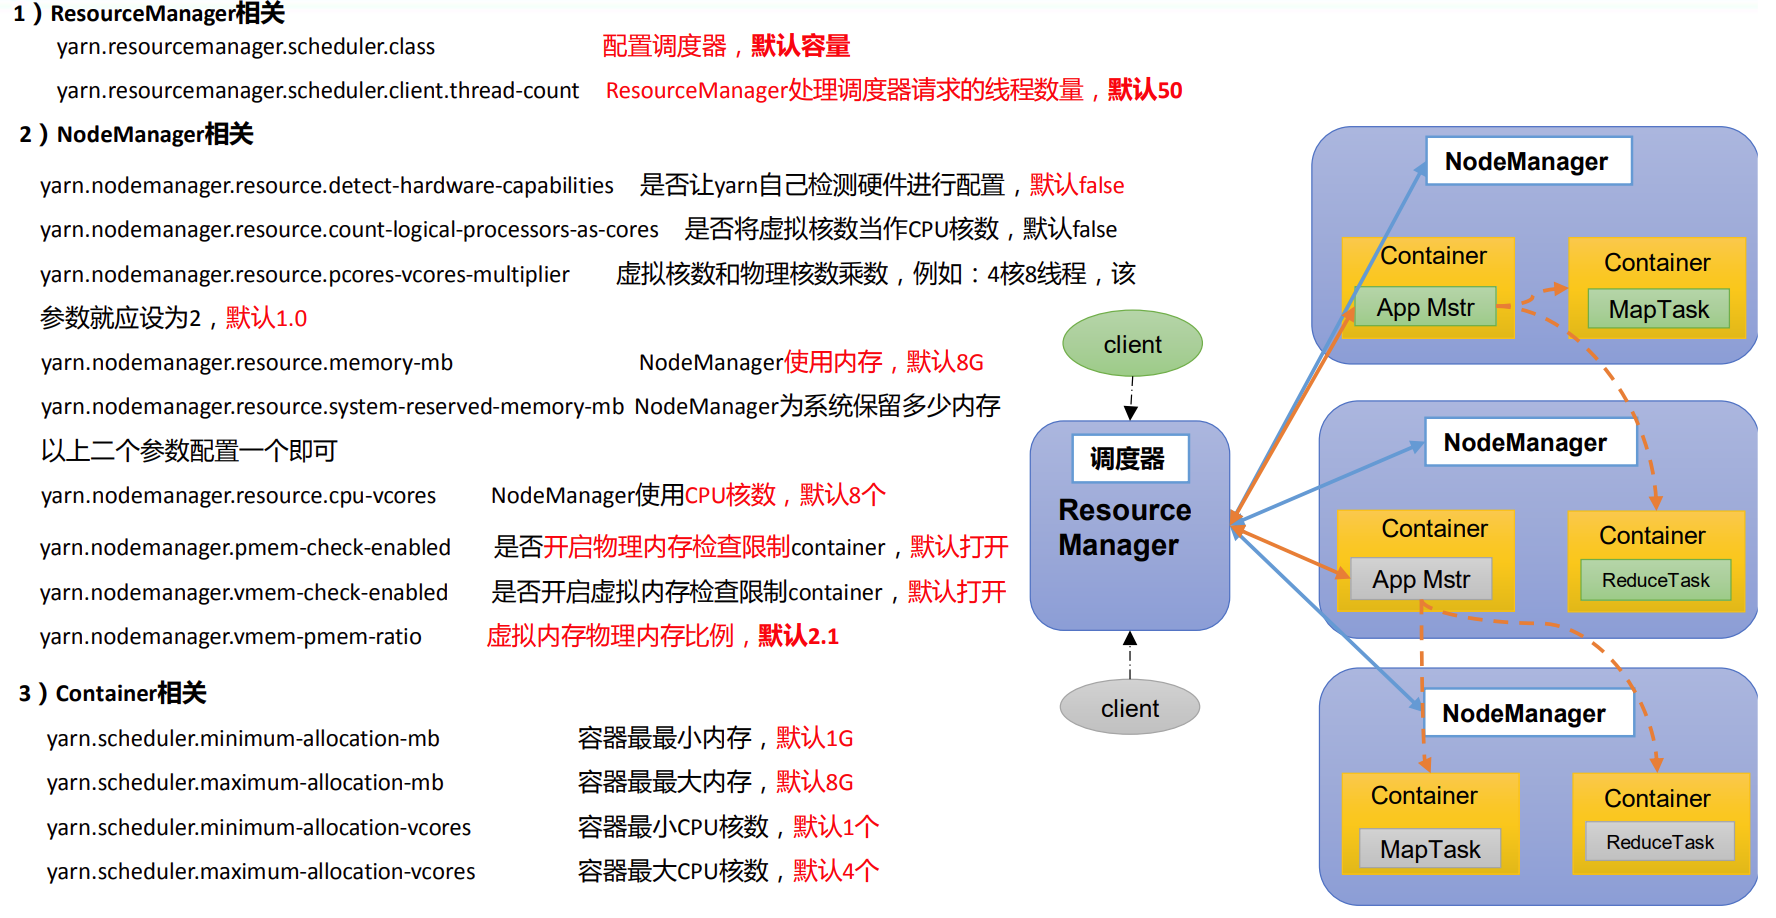 1）ResourceManager相关
yarn.resourcemanager.scheduler.class 配置调度器，默认容量
yarn.resourcemanager.scheduler.client.thread-count ResourceManager处理调度器请求的线程数量，默认50
2）NodeManager相关
yarn.nodemanager.resource.detect-hardware-capabilities 是否让yarn自己检测硬件进行配置，默认false
yarn.nodemanager.resource.count-logical-processors-as-cores 是否将虚拟核数当作CPU核数，默认false
yarn.nodemanager.resource.pcores-vcores-multiplier 虚拟核数和物理核数乘数，例如：4核8线程，该
参数就应设为2，默认1.0
yarn.nodemanager.resource.memory-mb NodeManager使用内存，默认8G
yarn.nodemanager.resource.system-reserved-memory-mb NodeManager为系统保留多少内存
以上二个参数配置一个即可
yarn.nodemanager.resource.cpu-vcores NodeManager使用CPU核数，默认8个
yarn.nodemanager.pmem-check-enabled 是否开启物理内存检查限制container，默认打开
yarn.nodemanager.vmem-check-enabled 是否开启虚拟内存检查限制container，默认打开
yarn.nodemanager.vmem-pmem-ratio 虚拟内存物理内存比例，默认2.1
3）Container相关
yarn.scheduler.minimum-allocation-mb 容器最最小内存，默认1G
yarn.scheduler.maximum-allocation-mb 容器最最大内存，默认8G
yarn.scheduler.minimum-allocation-vcores 容器最小CPU核数，默认1个
yarn.scheduler.maximum-allocation-vcores 容器最大CPU核数，默认4个
client
调度器
Resource
Manager
client
NodeManager
Container
App Mstr
Container
MapTask
NodeManager
Container
App Mstr
Container
ReduceTask
NodeManager
Container
MapTask
Container
ReduceTask